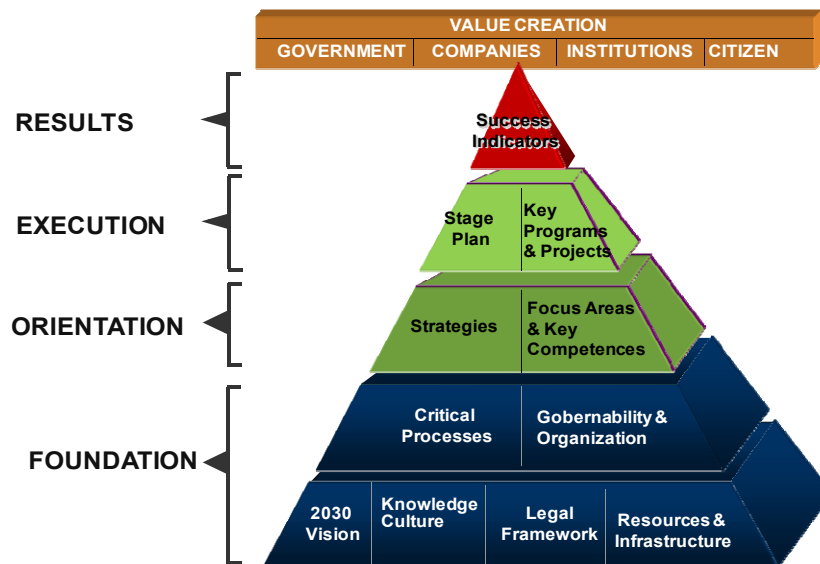 VALUE CREATION
GOVERNMENT COMPANIES INSTITUTIONS CITIZEN
RESULTS
Success
Indicators
EXECUTION
Stage
Plan
Key
Programs
& Projects
ORIENTATION
Strategies
Focus Areas
& Key
Competences
FOUNDATION
Critical
Processes
Gobernability &
Organization
2030
Vision
Knowledge
Culture
Legal
Framework
Resources &
Infrastructure